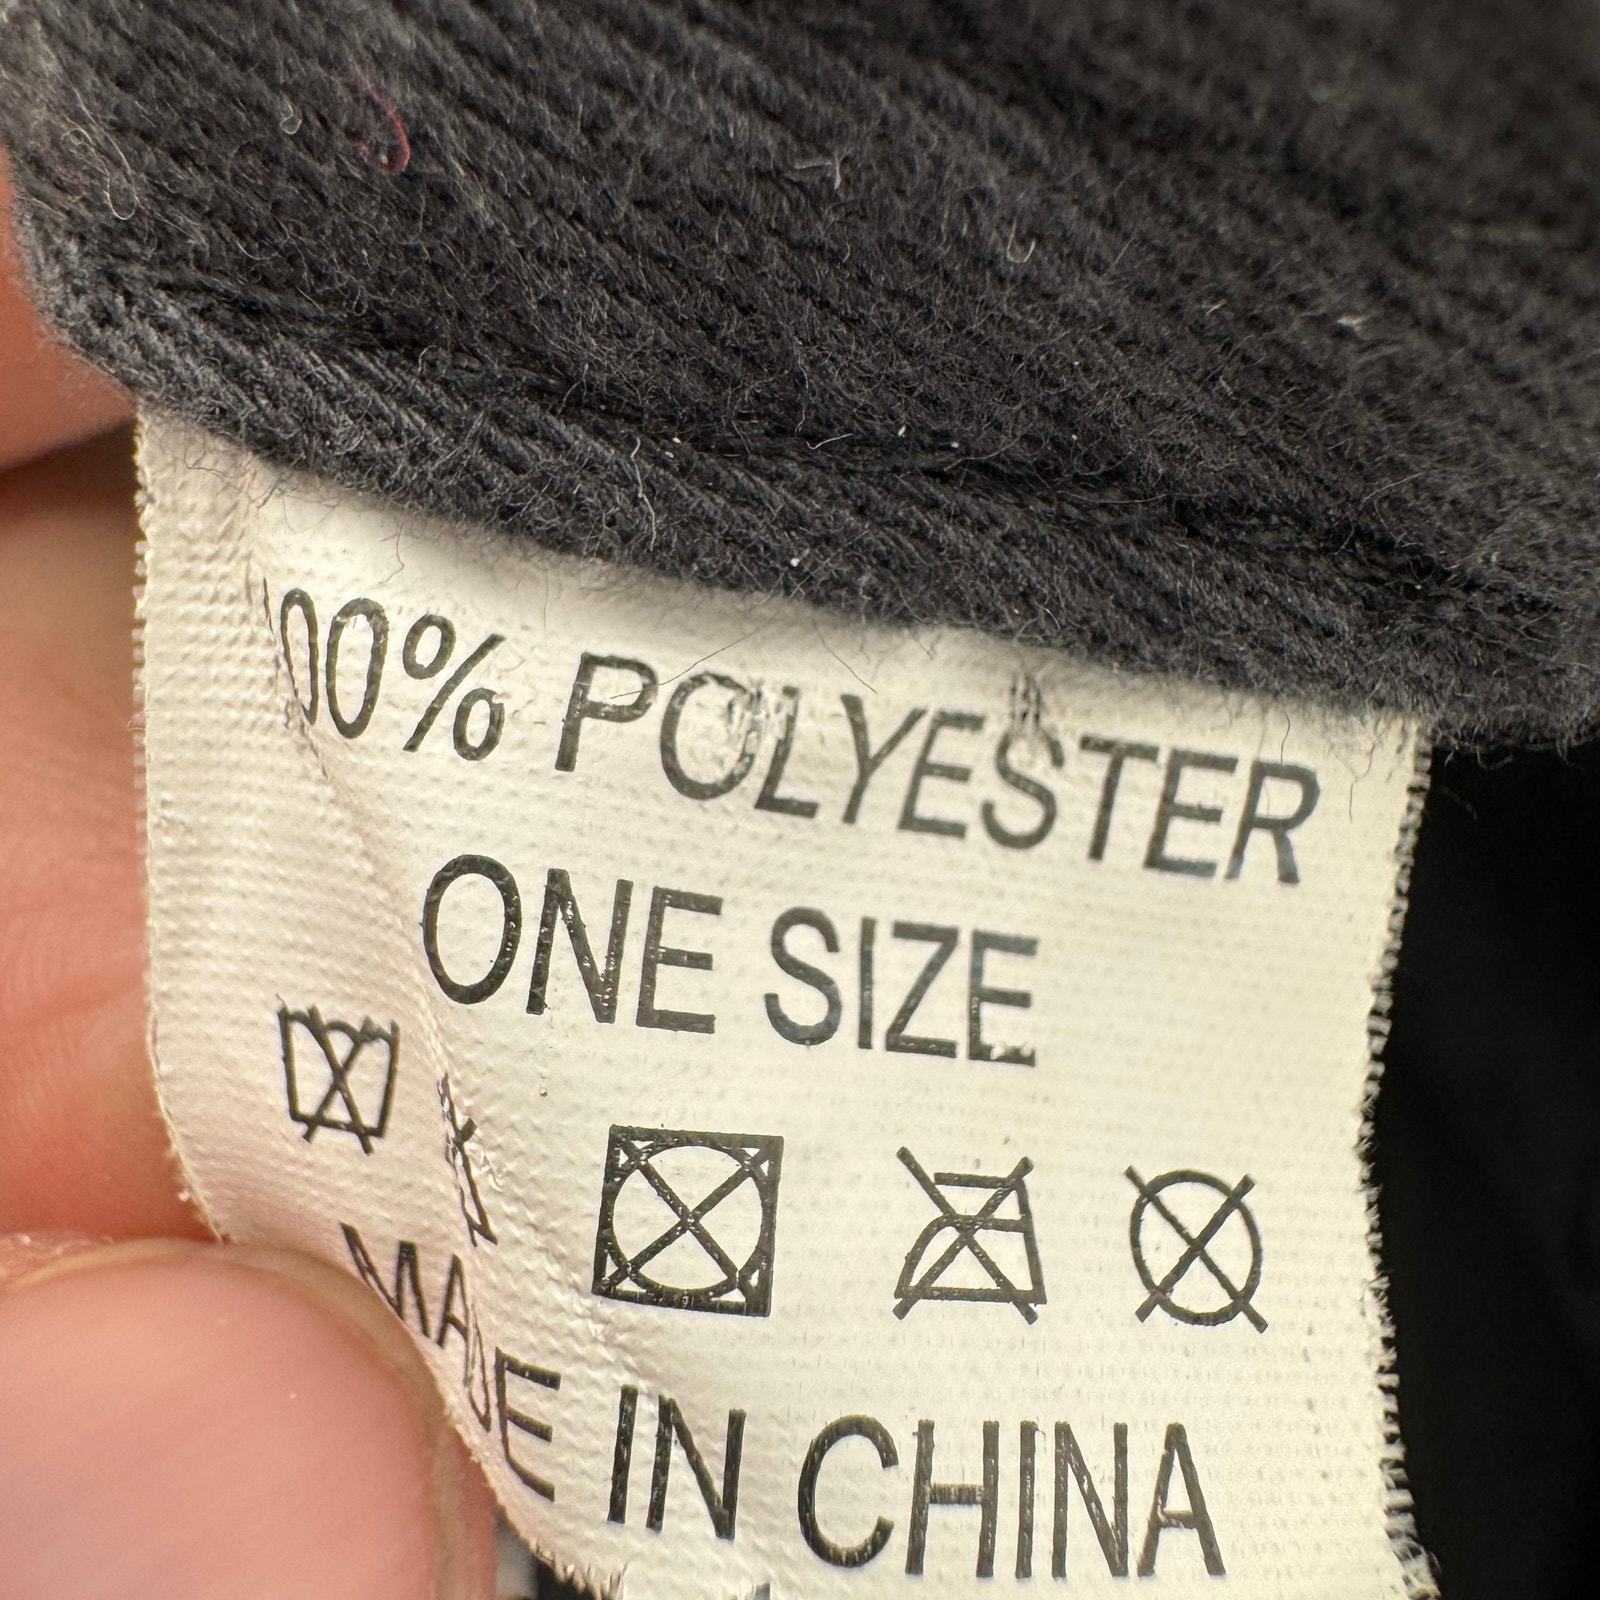 00% POLYESTER
ONE SIZE
MADE IN CHINA